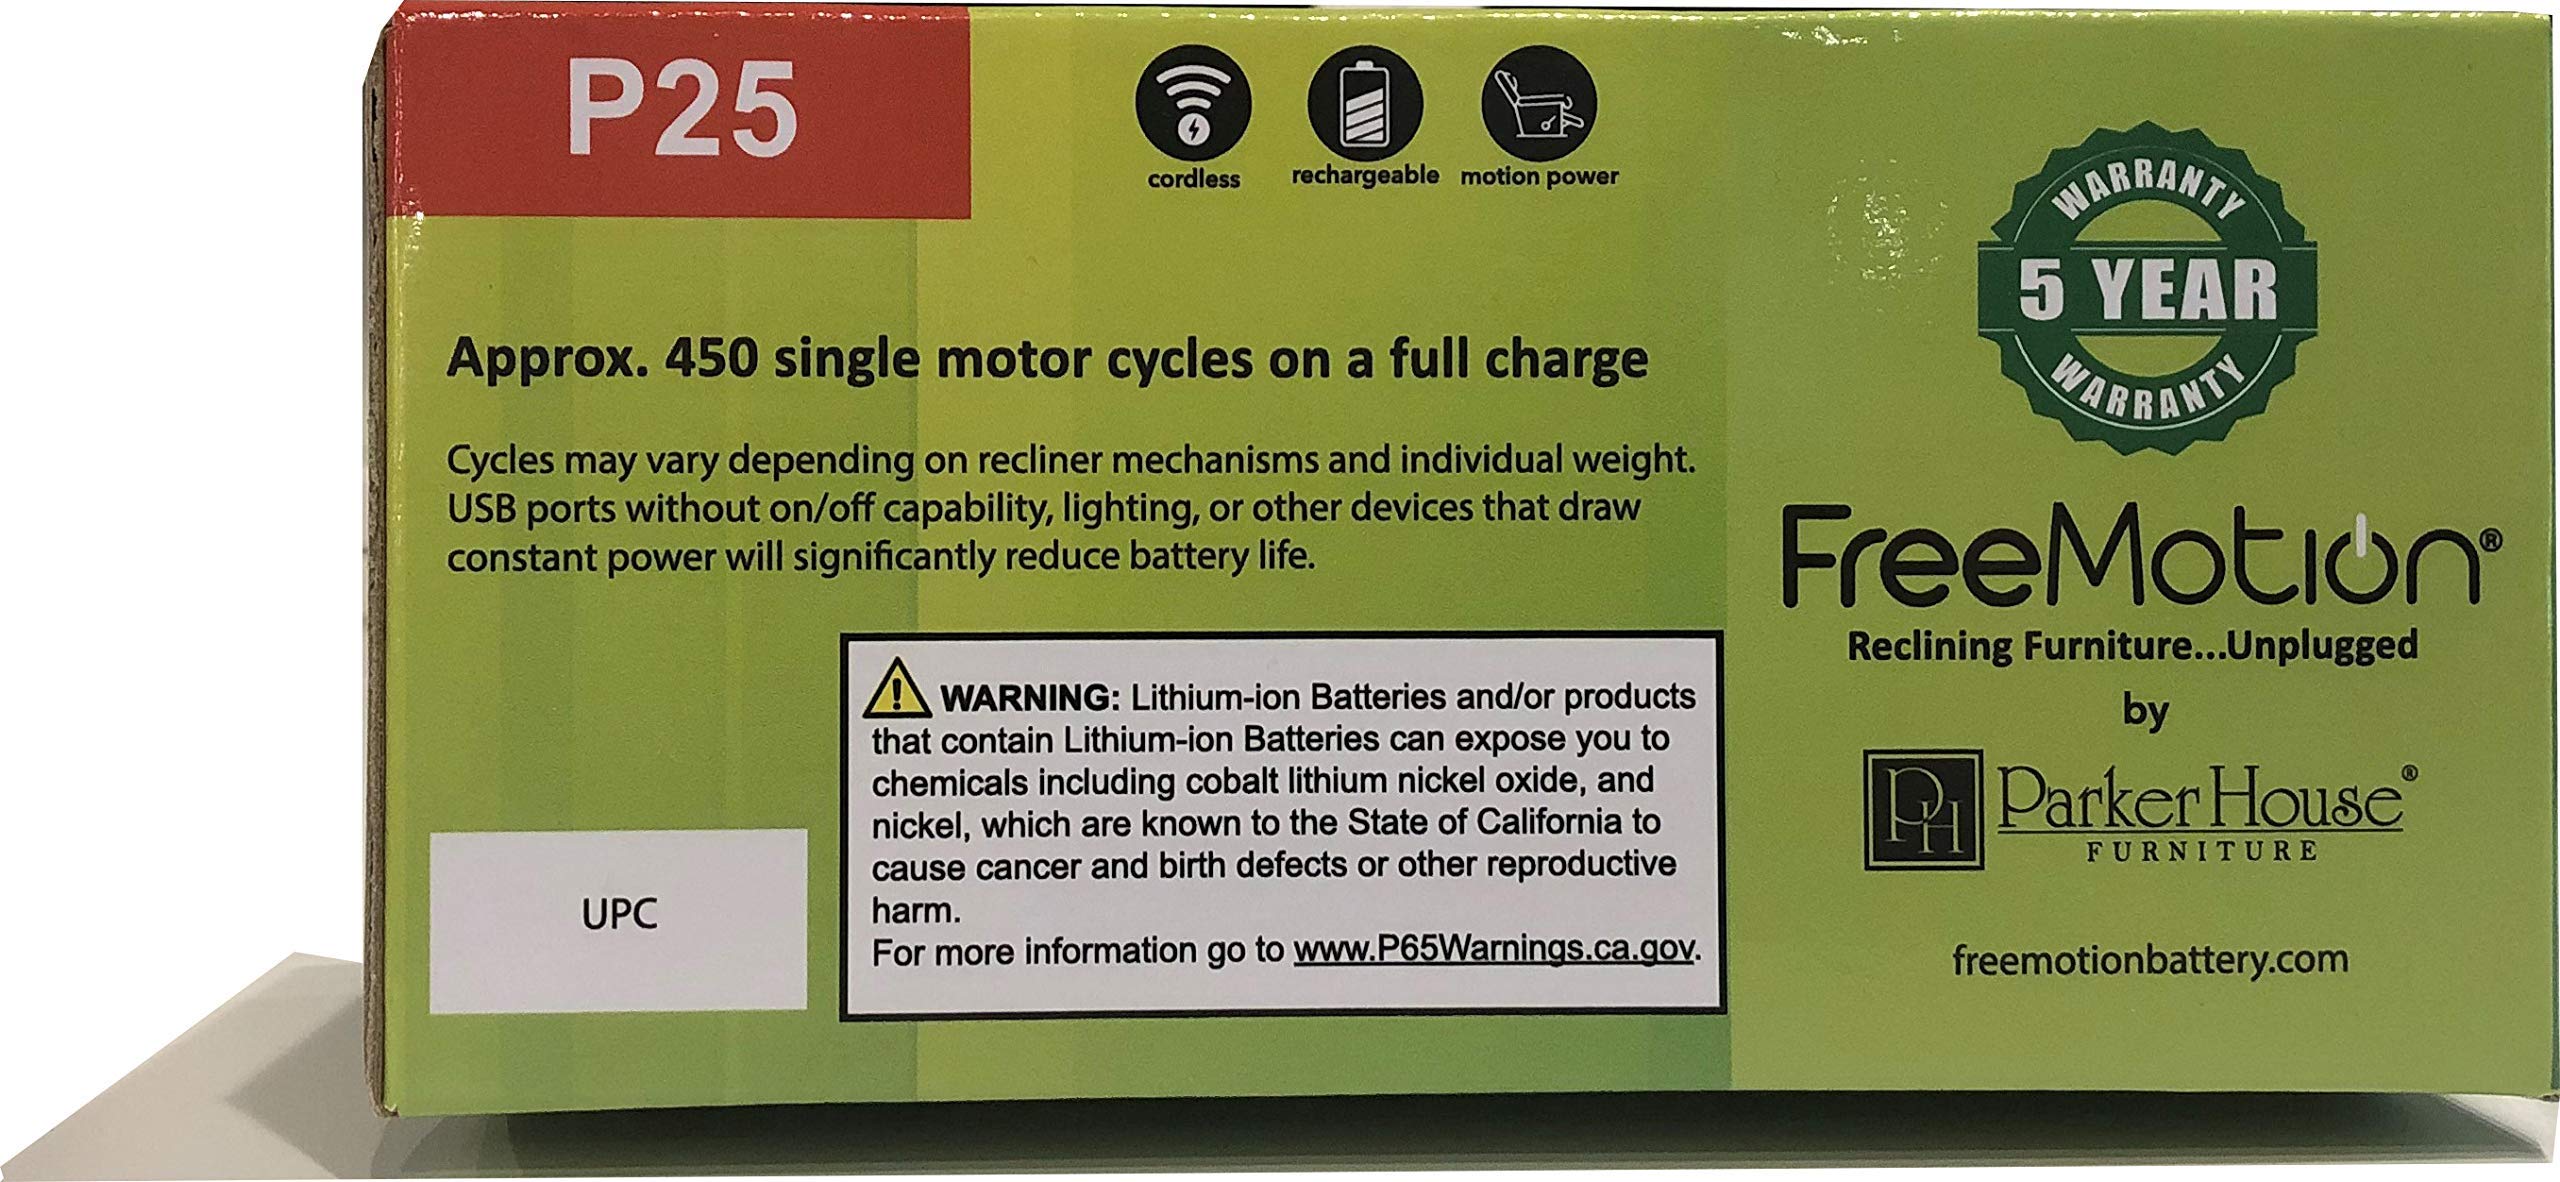 P25
cordless
rechargeable
motion power
Approx. 450 single motor cycles on a full charge
Cycles may vary depending on recliner mechanisms and individual weight.
USB ports without on/off capability, lighting, or other devices that draw
constant power will significantly reduce battery life.
UPC
WARNING: Lithium-ion Batteries and/or products
that contain Lithium-ion Batteries can expose you to
chemicals including cobalt lithium nickel oxide, and
nickel, which are known to the State of California to
cause cancer and birth defects or other reproductive
harm.
For more information go to www.P65Warnings.ca.gov.
WARRANTY
5 YEAR
WARRANTY
FreeMotion®
Reclining Furniture...Unplugged
by
PH
Parker House®
FURNITURE
freemotionbattery.com